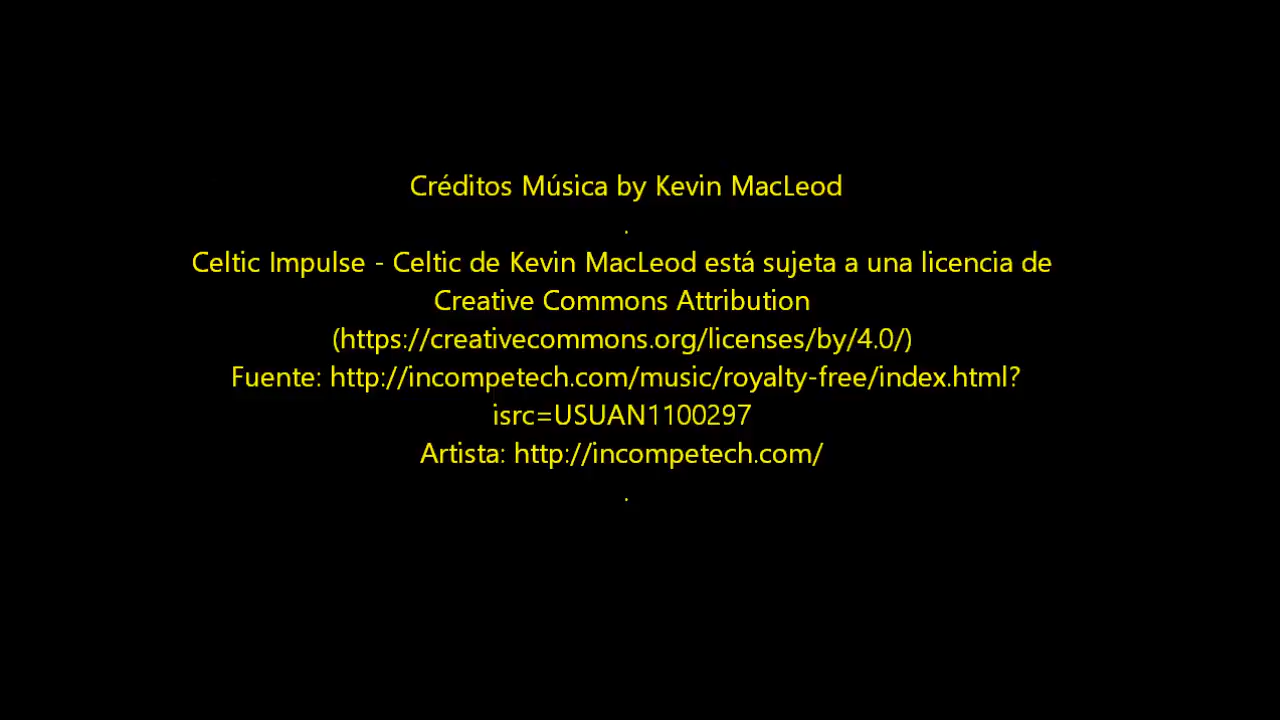 Créditos Música by Kevin MacLeod
.
Celtic Impulse - Celtic de Kevin MacLeod está sujeta a una licencia de
Creative Commons Attribution
(https://creativecommons.org/licenses/by/4.0/)
Fuente: http://incompetech.com/music/royalty-free/index.html?
isrc=USUAN1100297
Artista: http://incompetech.com/
.